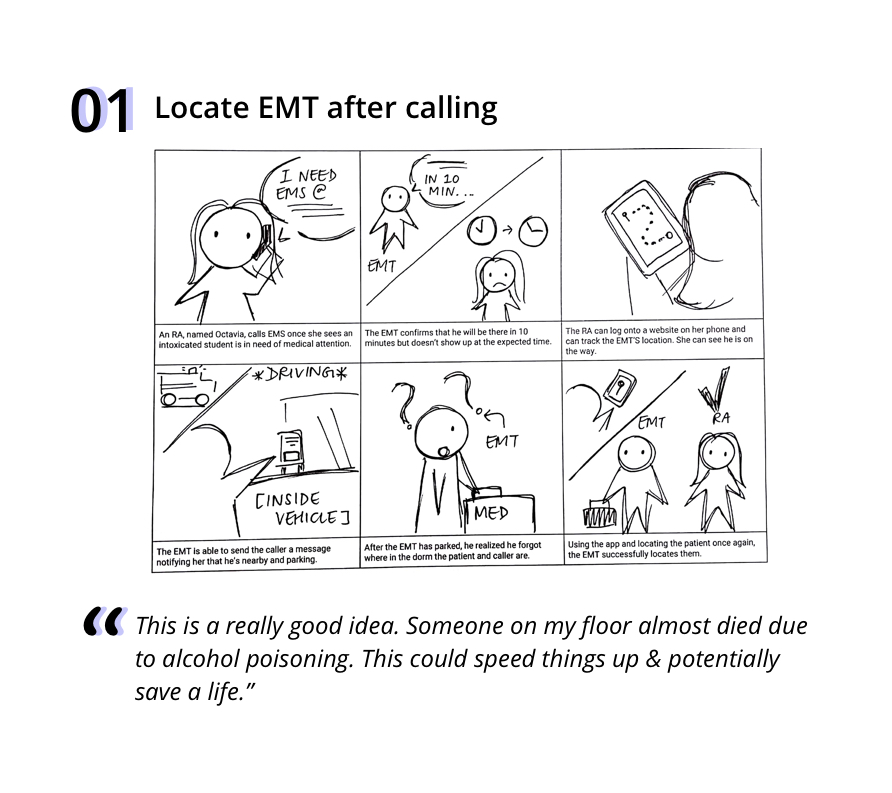 01
Locate EMT after calling
I NEED
EMS @
IN 10
MIN...
EMT
An RA, named Octavia, calls EMS once she sees an
intoxicated student is in need of medical attention.
The EMT confirms that he will be there in 10
minutes but doesn't show up at the expected time.
The RA can log onto a website on her phone and
can track the EMT'S location. She can see he is on
the way.
*DRIVING*
[INSIDE
VEHICLE]
EMT
MED
EMT
RA
The EMT is able to send the caller a message
notifying her that he's nearby and parking.
After the EMT has parked, he realized he forgot
where in the dorm the patient and caller are.
Using the app and locating the patient once again,
the EMT successfully locates them.
“This is a really good idea. Someone on my floor almost died due
to alcohol poisoning. This could speed things up & potentially
save a life.”